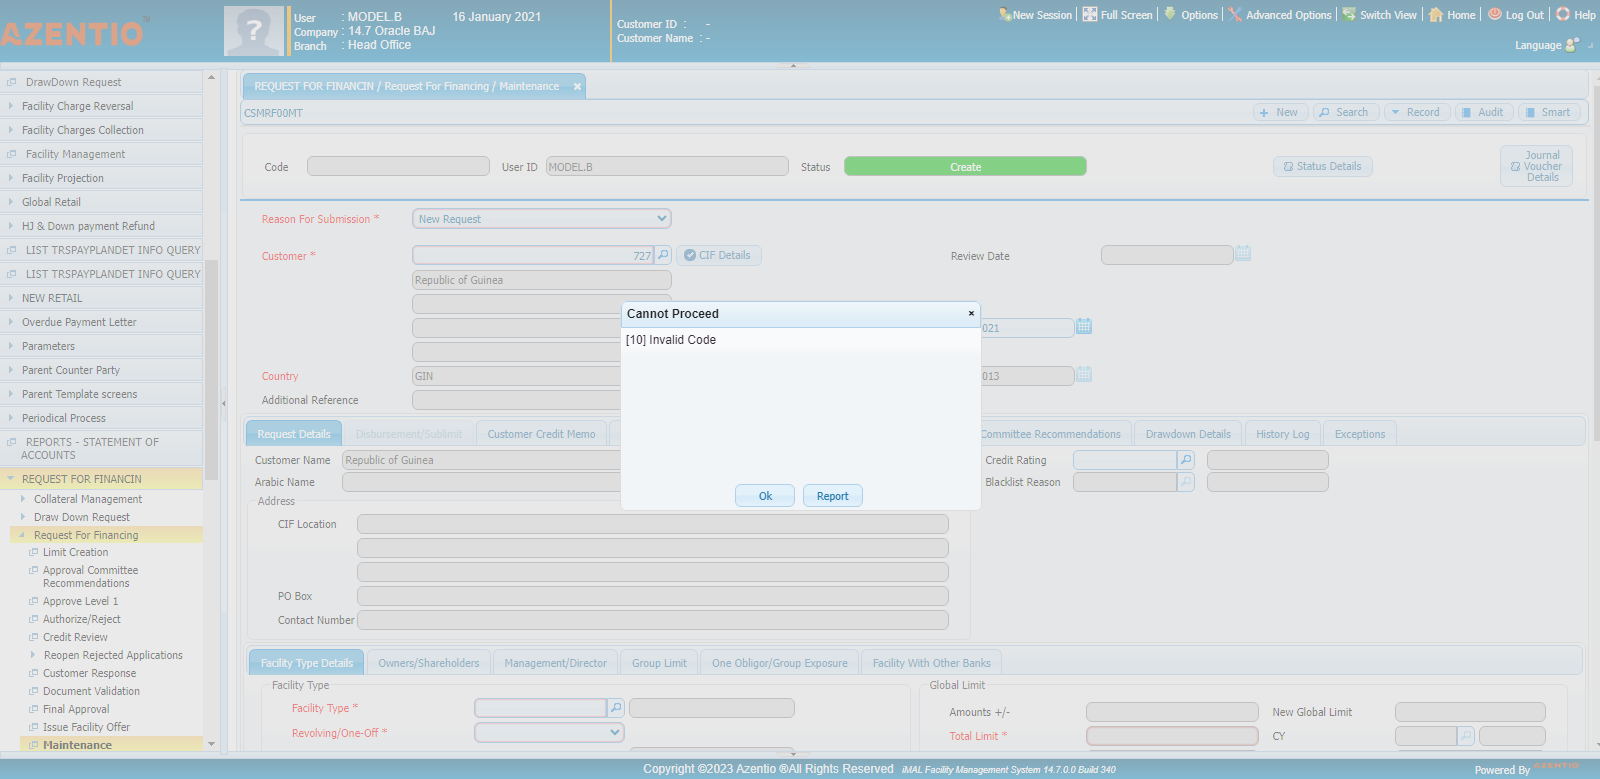 AZENTIO™
User : MODEL.B 16 January 2021
Company : 14.7 Oracle BAJ
Branch : Head Office
Customer ID : -
Customer Name : -
New Session
Full Screen
Options
Advanced Options
Switch View
Home
Log Out
Help
Language
DrawDown Request
Facility Charge Reversal
Facility Charges Collection
Facility Management
Facility Projection
Global Retail
HJ & Down payment Refund
LIST TRSPAYPLANDET INFO QUERY
LIST TRSPAYPLANDET INFO QUERY
NEW RETAIL
Overdue Payment Letter
Parameters
Parent Counter Party
Parent Template screens
Periodical Process
REPORTS - STATEMENT OF
ACCOUNTS
REQUEST FOR FINANCIN
Collateral Management
Draw Down Request
Request For Financing
Limit Creation
Approval Committee
Recommendations
Approve Level 1
Authorize/Reject
Credit Review
Reopen Rejected Applications
Customer Response
Document Validation
Final Approval
Issue Facility Offer
Maintenance
REQUEST FOR FINANCIN / Request For Financing / Maintenance
CSMRF00MT
New
Search
Record
Audit
Smart
Code
User ID MODEL.B
Status Create
Status Details
Journal
Voucher
Details
Reason For Submission * New Request
Customer * 727
CIF Details
Review Date
Republic of Guinea
021
Country GIN
013
Additional Reference
Cannot Proceed
[10] Invalid Code
Ok
Report
Request Details
Disbursement/Sublimit
Customer Credit Memo
Committee Recommendations
Drawdown Details
History Log
Exceptions
Customer Name Republic of Guinea
Credit Rating
Arabic Name
Blacklist Reason
Address
CIF Location
PO Box
Contact Number
Facility Type Details
Owners/Shareholders
Management/Director
Group Limit
One Obligor/Group Exposure
Facility With Other Banks
Facility Type
Facility Type *
Revolving/One-Off *
Global Limit
Amounts +/-
New Global Limit
Total Limit *
CY
Copyright ©2023 Azentio ®All Rights Reserved iMAL Facility Management System 14.7.0.0 Build 340
Powered By AZENTIO